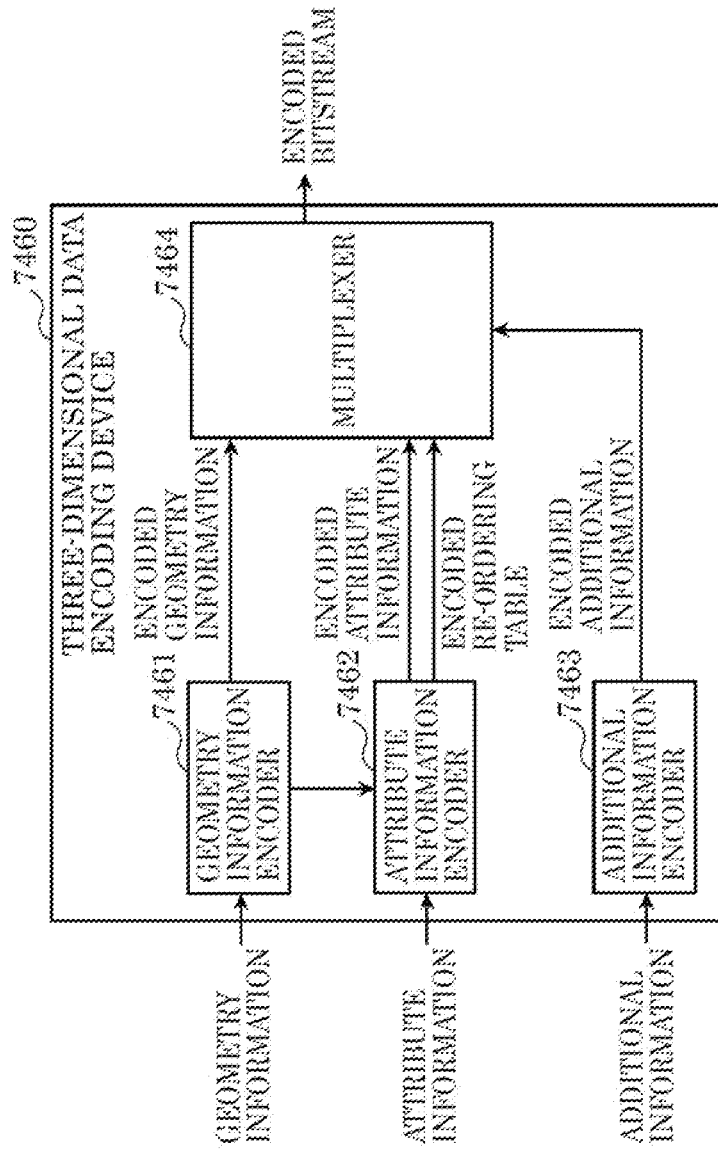 7460
THREE-DIMENSIONAL DATA
ENCODING DEVICE
GEOMETRY
INFORMATION
7461
GEOMETRY
INFORMATION
ENCODER
ENCODED
GEOMETRY
INFORMATION
7464
MULTIPLEXER
ENCODED
BITSTREAM
ATTRIBUTE
INFORMATION
7462
ATTRIBUTE
INFORMATION
ENCODER
ENCODED
ATTRIBUTE
INFORMATION
ENCODED
RE-ORDERING
TABLE
ADDITIONAL
INFORMATION
7463
ADDITIONAL
INFORMATION
ENCODER
ENCODED
ADDITIONAL
INFORMATION